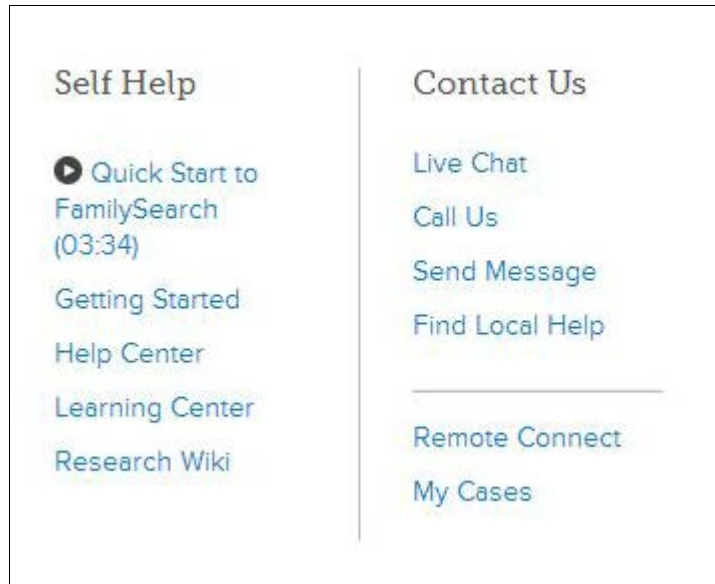 Self Help
Quick Start to
FamilySearch
(03:34)
Getting Started
Help Center
Learning Center
Research Wiki
Contact Us
Live Chat
Call Us
Send Message
Find Local Help
Remote Connect
My Cases